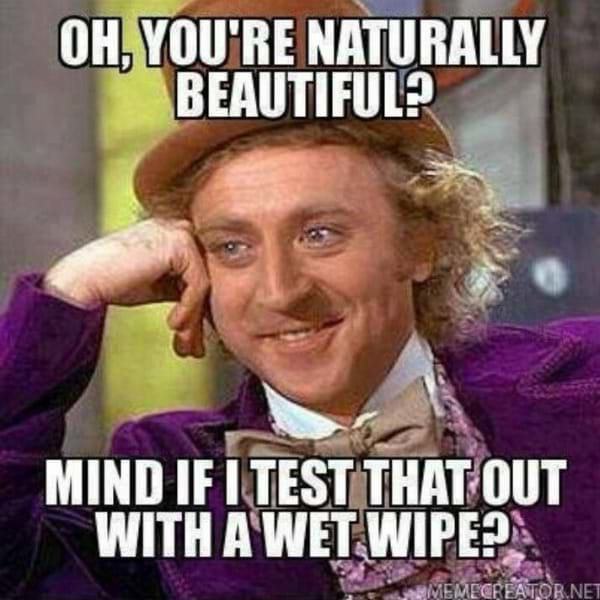 OH, YOU'RE NATURALLY
BEAUTIFUL?
MIND IF I TEST THAT OUT
WITH A WET WIPE?
MEMECREATOR.NET